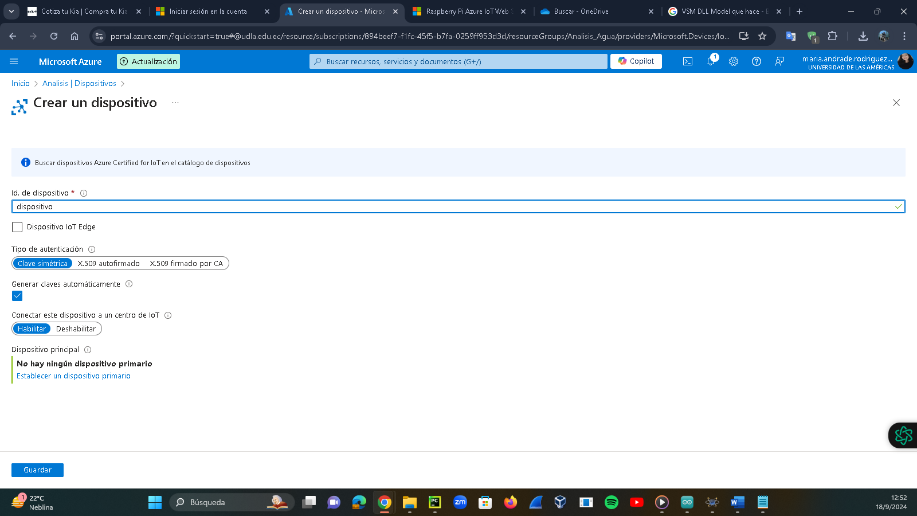 Cotiza tu Kia | Compra tu Kia
Iniciar sesión en la cuenta
Crear un dispositivo - Micros
Raspberry Pi Azure IoT Web S
Buscar - OneDrive
VSM DLL Model que hace - B
portal.azure.com/?quickstart=true#@udla.edu.ec/resource/subscriptions/
/resourceGroups/Analisis_Agua/providers/Microsoft.Devices/Io...
Microsoft Azure
Actualización
Buscar recursos, servicios y documentos (G+/)
Copilot
1
maria.andrade.rodriguez...
UNIVERSIDAD DE LAS AMÉRICAS
Inicio > Analisis | Dispositivos >
Crear un dispositivo ...
Buscar dispositivos Azure Certified for IoT en el catálogo de dispositivos
Id. de dispositivo *
dispositivo
Dispositivo IoT Edge
Tipo de autenticación
Clave simétrica X.509 autofirmado X.509 firmado por CA
Generar claves automáticamente
Conectar este dispositivo a un centro de IoT
Habilitar Deshabilitar
Dispositivo principal
No hay ningún dispositivo primario
Establecer un dispositivo primario
Guardar
1
22°C
Neblina
Búsqueda
12:52
18/9/2024